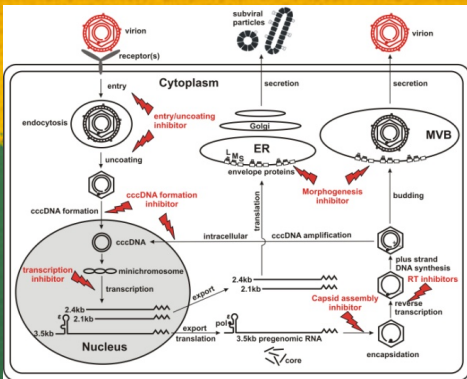 subviral
particles
virion
virion
receptor(s)
Cytoplasm
entry
secretion
secretion
endocytosis
entry/uncoating
inhibitor
Golgi
ER
MVB
L M S
envelope proteins
uncoating
Morphogenesis
inhibitor
cccDNA formation
inhibitor
cccDNA formation
translation
budding
intracellular
cccDNA amplification
cccDNA
minichromosome
plus strand
DNA synthesis
transcription
inhibitor
transcription
export
2.4kb
2.1kb
RT inhibitors
2.4kb
2.1kb
reverse
transcription
Capsid assembly
inhibitor
ε
3.5kb
export
translation
pol
ε
3.5kb pregenomic RNA
Nucleus
core
encapsidation